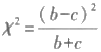 χ² = (b−c)² / b+c